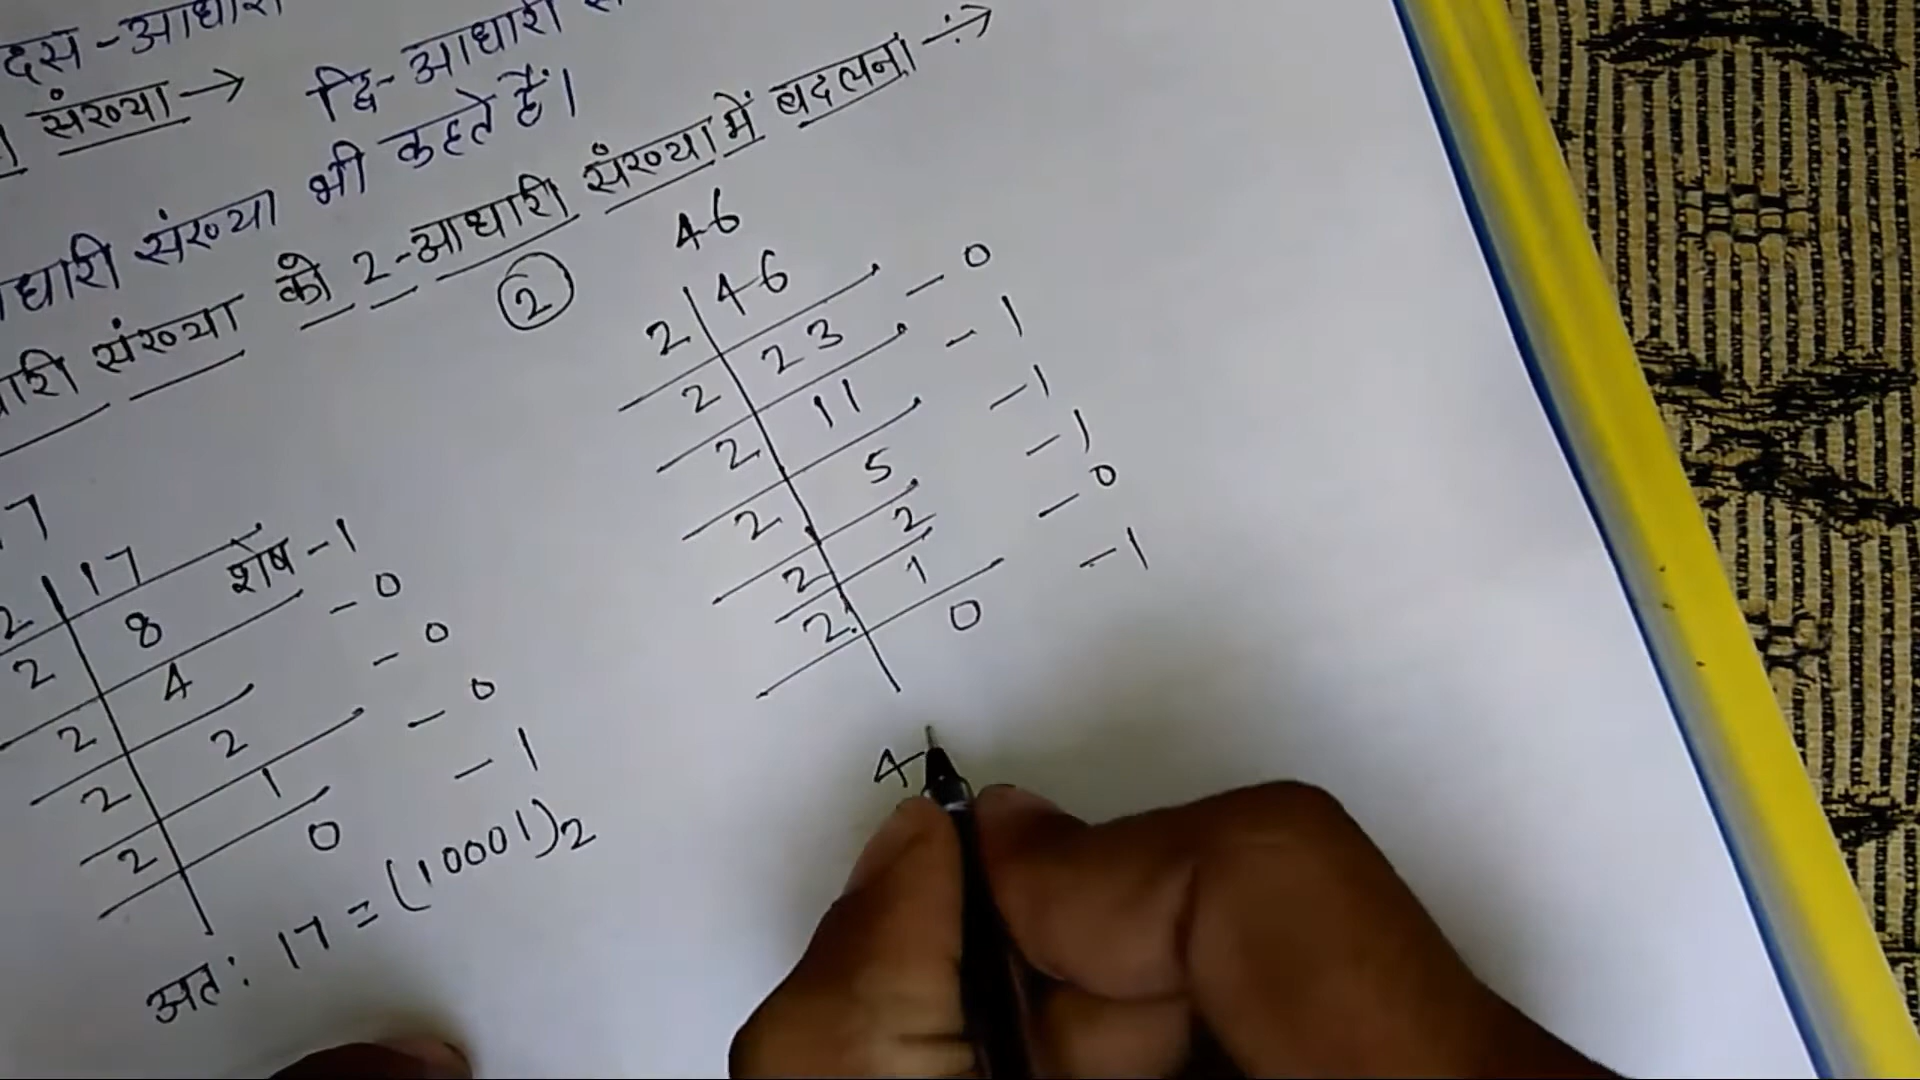 दस-आधारी
संख्या → द्वि-आधारी
संख्या भी कहते हैं।
संख्या को 2-आधारी संख्या में बदलना ÷→
2
46
2 46 - 0
2 23 - 1
2 11 - 1
2 5 - 1
2 2 - 0
2 1 - 1
0
4
17
2 17 शेष - 1
2 8 - 0
2 4 - 0
2 2 - 0
2 1 - 1
0
अतः 17 = (10001)2